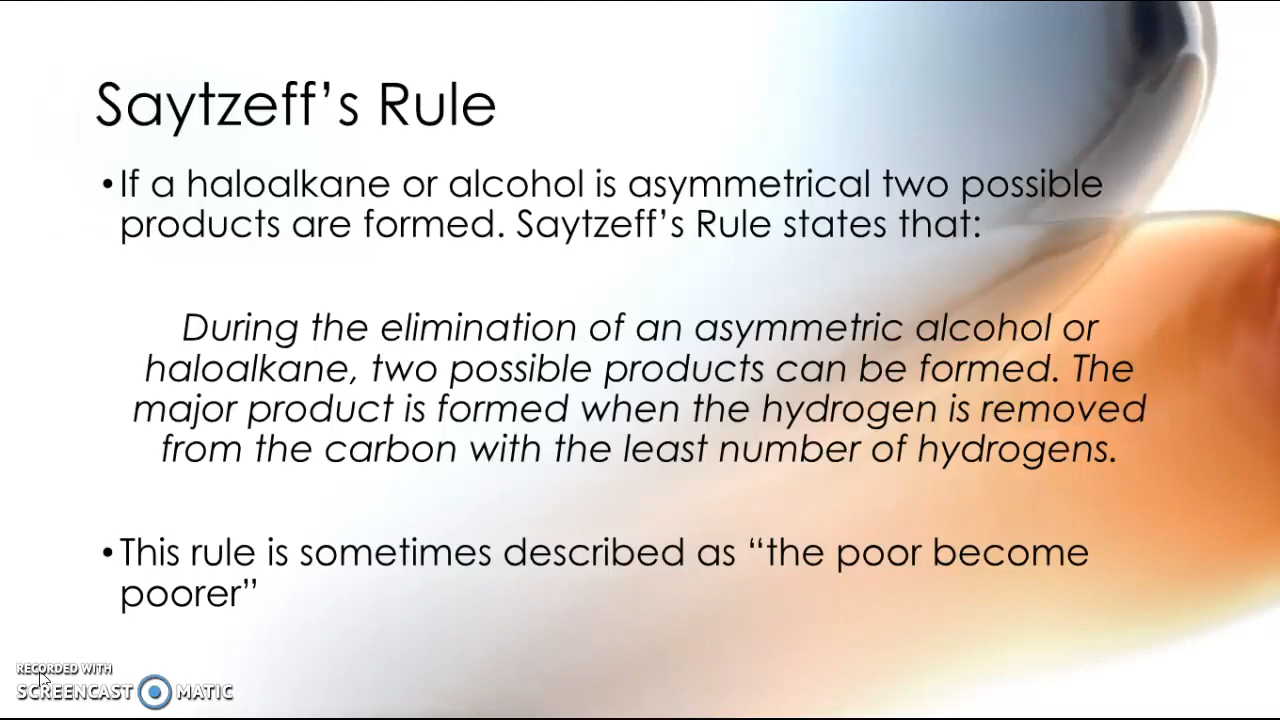 Saytzeff’s Rule
•If a haloalkane or alcohol is asymmetrical two possible
products are formed. Saytzeff’s Rule states that:
During the elimination of an asymmetric alcohol or
haloalkane, two possible products can be formed. The
major product is formed when the hydrogen is removed
from the carbon with the least number of hydrogens.
•This rule is sometimes described as “the poor become
poorer”
RECORDED WITH
SCREENCAST MATIC